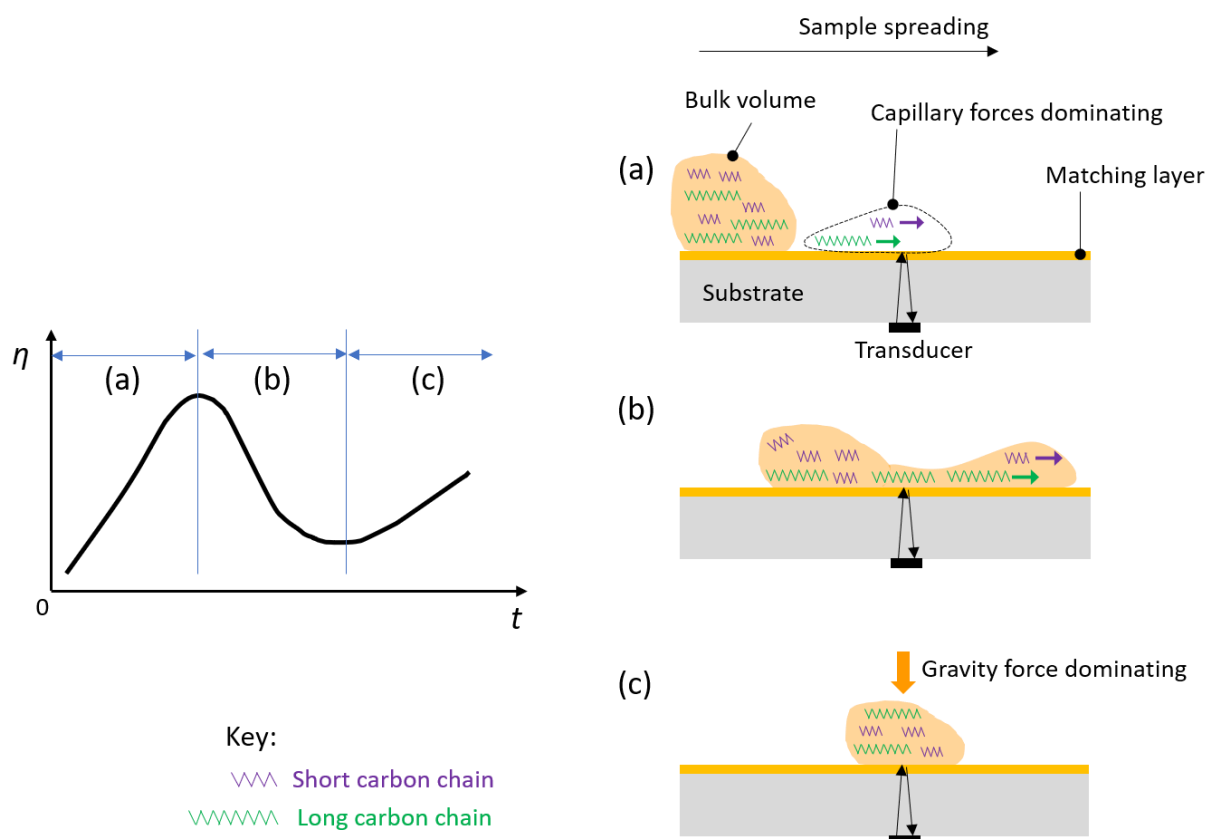 Sample spreading
Bulk volume
Capillary forces dominating
(a)
Matching layer
Substrate
Transducer
η
(a)
(b)
(c)
0
t
(b)
(c)
Gravity force dominating
Key:
Short carbon chain
Long carbon chain